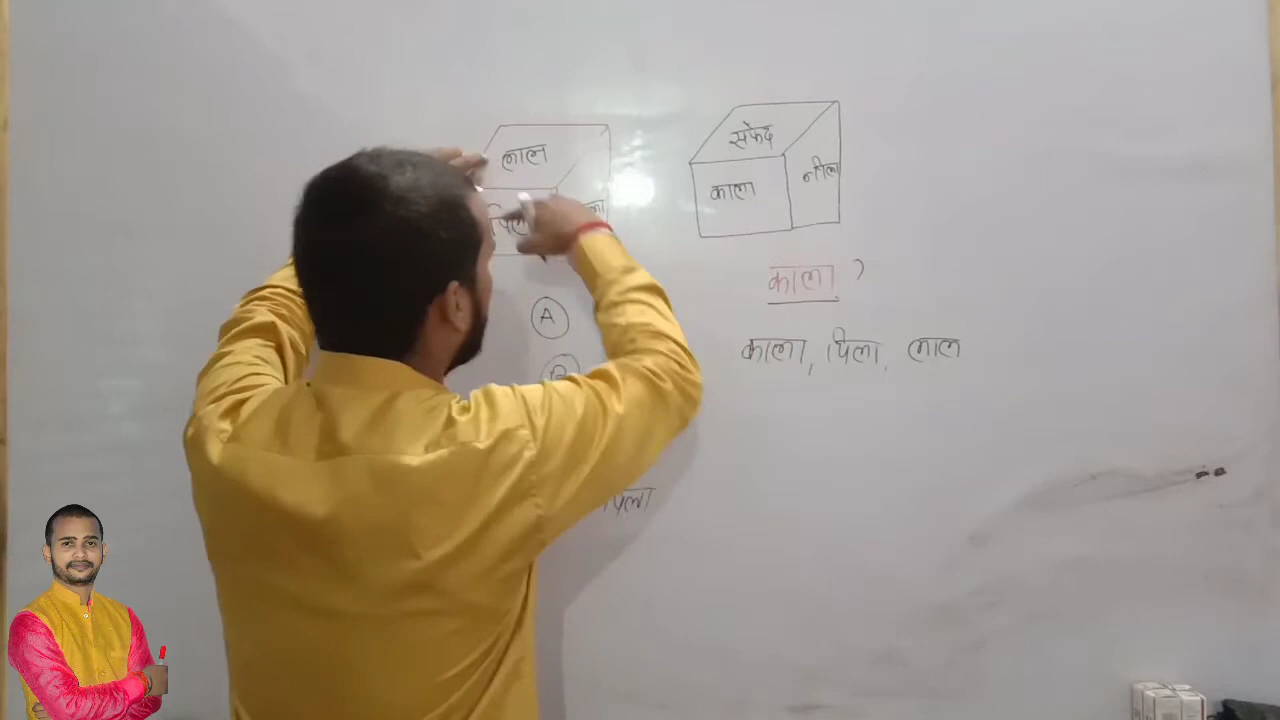 लाल
सफेद
काला
नीला
काला ?
A
काला, पिला, लाल
पिला